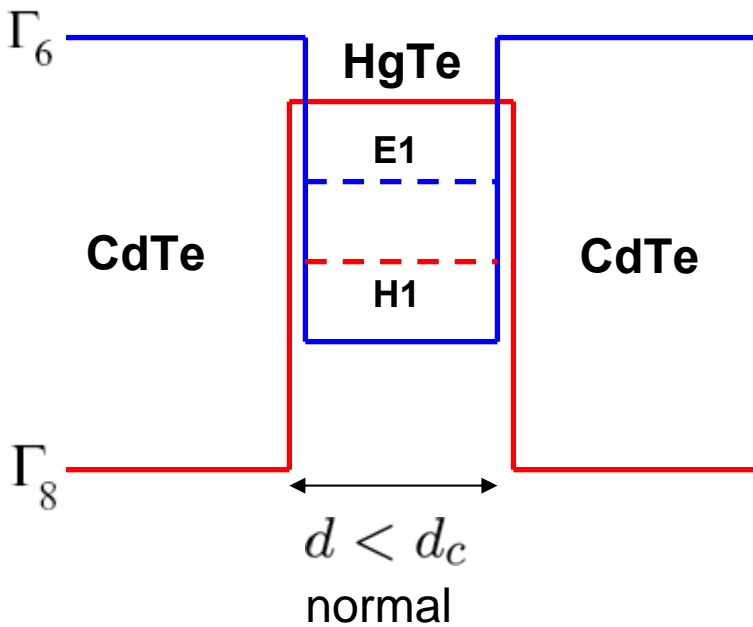 Γ6
HgTe
E1
CdTe
CdTe
H1
Γ8
d < dc
normal